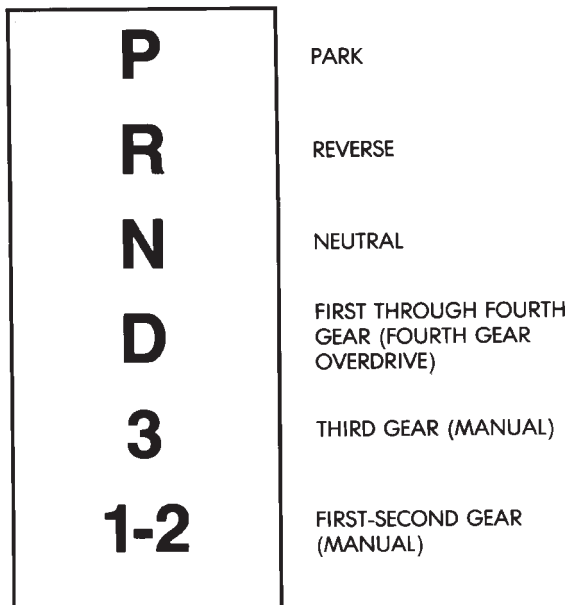 P PARK
R REVERSE
N NEUTRAL
D FIRST THROUGH FOURTH
GEAR (FOURTH GEAR
OVERDRIVE)
3 THIRD GEAR (MANUAL)
1-2 FIRST-SECOND GEAR
(MANUAL)